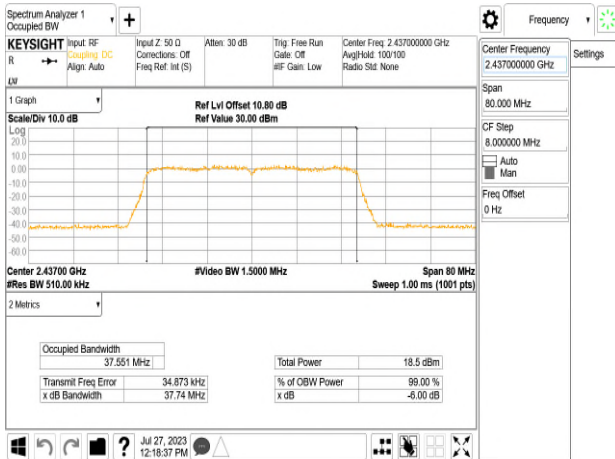 Spectrum Analyzer 1
Occupied BW
+
Frequency
KEYSIGHT
R
Input: RF
Coupling: DC
Align: Auto
Input Z: 50 Ω
Corrections: Off
Freq Ref: Int (S)
Atten: 30 dB
Trig: Free Run
Gate: Off
#IF Gain: Low
Center Freq: 2.437000000 GHz
Avg|Hold: 100/100
Radio Std: None
Center Frequency
2.437000000 GHz
Settings
Span
80.000 MHz
CF Step
8.000000 MHz
Auto
Man
Freq Offset
0 Hz
1 Graph
Scale/Div 10.0 dB
Ref Lvl Offset 10.80 dB
Ref Value 30.00 dBm
Log
20.0
10.0
0.00
-10.0
-20.0
-30.0
-40.0
-50.0
-60.0
Center 2.43700 GHz
#Video BW 1.5000 MHz
Span 80 MHz
#Res BW 510.00 kHz
Sweep 1.00 ms (1001 pts)
2 Metrics
Occupied Bandwidth
37.551 MHz
Total Power 18.5 dBm
Transmit Freq Error 34.873 kHz
% of OBW Power 99.00 %
x dB Bandwidth 37.74 MHz
x dB -6.00 dB
?
Jul 27, 2023
12:18:37 PM